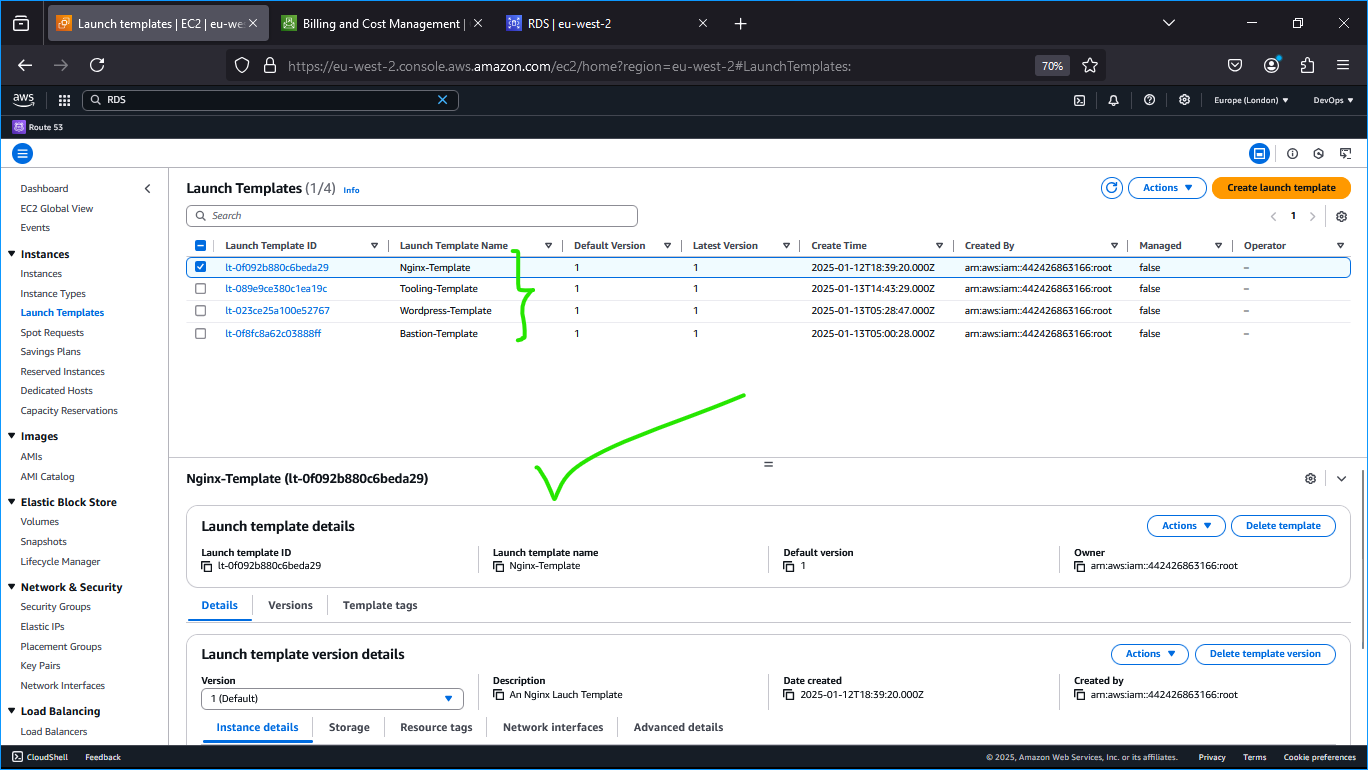 Launch templates | EC2 | eu-wes
Billing and Cost Management |
RDS | eu-west-2
https://eu-west-2.console.aws.amazon.com/ec2/home?region=eu-west-2#LaunchTemplates:
70%
aws
RDS
Europe (London)
DevOps
Route 53
Dashboard
EC2 Global View
Events
Instances
Instances
Instance Types
Launch Templates
Spot Requests
Savings Plans
Reserved Instances
Dedicated Hosts
Capacity Reservations
Images
AMIs
AMI Catalog
Elastic Block Store
Volumes
Snapshots
Lifecycle Manager
Network & Security
Security Groups
Elastic IPs
Placement Groups
Key Pairs
Network Interfaces
Load Balancing
Load Balancers
Launch Templates (1/4) Info
Actions
Create launch template
Search
1
Launch Template ID Launch Template Name Default Version Latest Version Create Time Created By Managed Operator
lt-0f092b880c6beda29 Nginx-Template 1 1 2025-01-12T18:39:20.000Z arn:aws:iam::442426863166:root false –
lt-089e9ce380c1ea19c Tooling-Template 1 1 2025-01-13T14:43:29.000Z arn:aws:iam::442426863166:root false –
lt-023ce25a100e52767 Wordpress-Template 1 1 2025-01-13T05:28:47.000Z arn:aws:iam::442426863166:root false –
lt-0f8fc8a62c03888ff Bastion-Template 1 1 2025-01-13T05:00:28.000Z arn:aws:iam::442426863166:root false –
Nginx-Template (lt-0f092b880c6beda29)
Launch template details
Actions
Delete template
Launch template ID Launch template name Default version Owner
lt-0f092b880c6beda29 Nginx-Template 1 arn:aws:iam::442426863166:root
Details Versions Template tags
Launch template version details
Actions
Delete template version
Version Description Date created Created by
1 (Default) An Nginx Lauch Template 2025-01-12T18:39:20.000Z arn:aws:iam::442426863166:root
Instance details Storage Resource tags Network interfaces Advanced details
CloudShell Feedback © 2025, Amazon Web Services, Inc. or its affiliates. Privacy Terms Cookie preferences